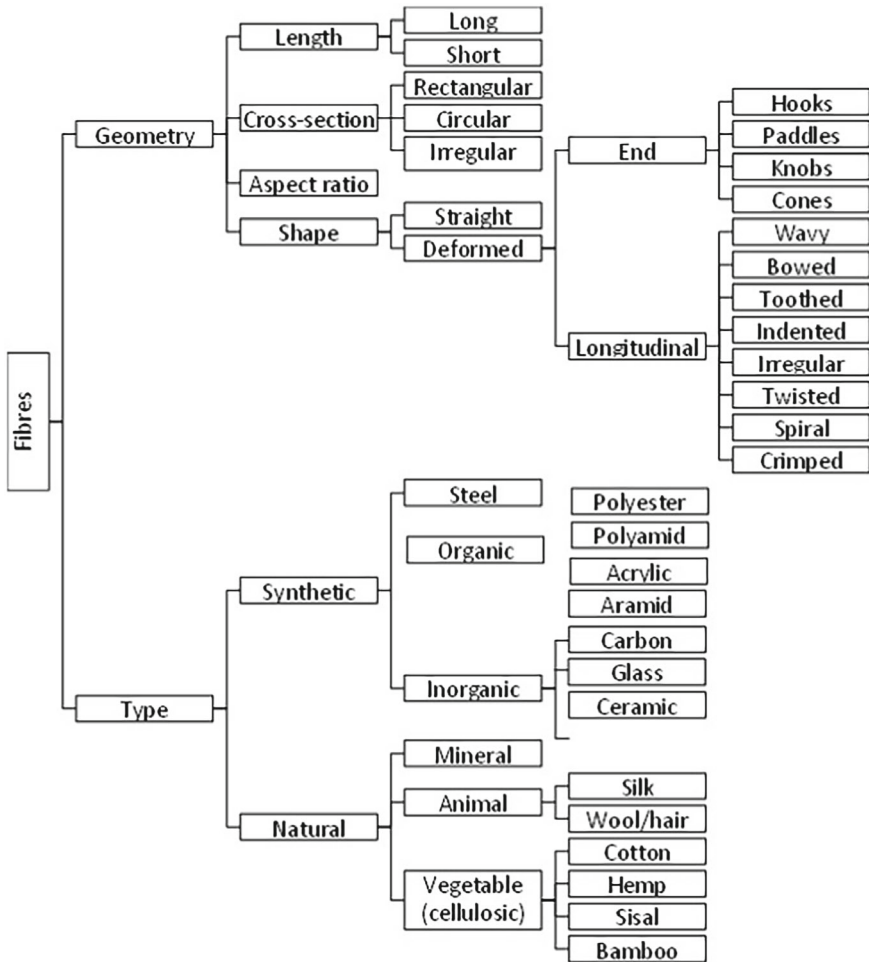 Fibres
Geometry
Length
Long
Short
Cross-section
Rectangular
Circular
Irregular
Aspect ratio
Shape
Straight
Deformed
End
Hooks
Paddles
Knobs
Cones
Longitudinal
Wavy
Bowed
Toothed
Indented
Irregular
Twisted
Spiral
Crimped
Type
Synthetic
Steel
Organic
Polyester
Polyamid
Acrylic
Aramid
Inorganic
Carbon
Glass
Ceramic
Natural
Mineral
Animal
Silk
Wool/hair
Vegetable
(cellulosic)
Cotton
Hemp
Sisal
Bamboo